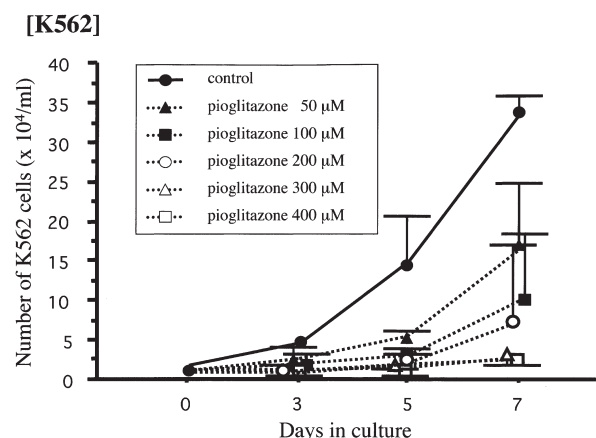 [K562]
Number of K562 cells (x 10⁴/ml)
40
35
30
25
20
15
10
5
0
control
pioglitazone 50 µM
pioglitazone 100 µM
pioglitazone 200 µM
pioglitazone 300 µM
pioglitazone 400 µM
0 3 5 7
Days in culture